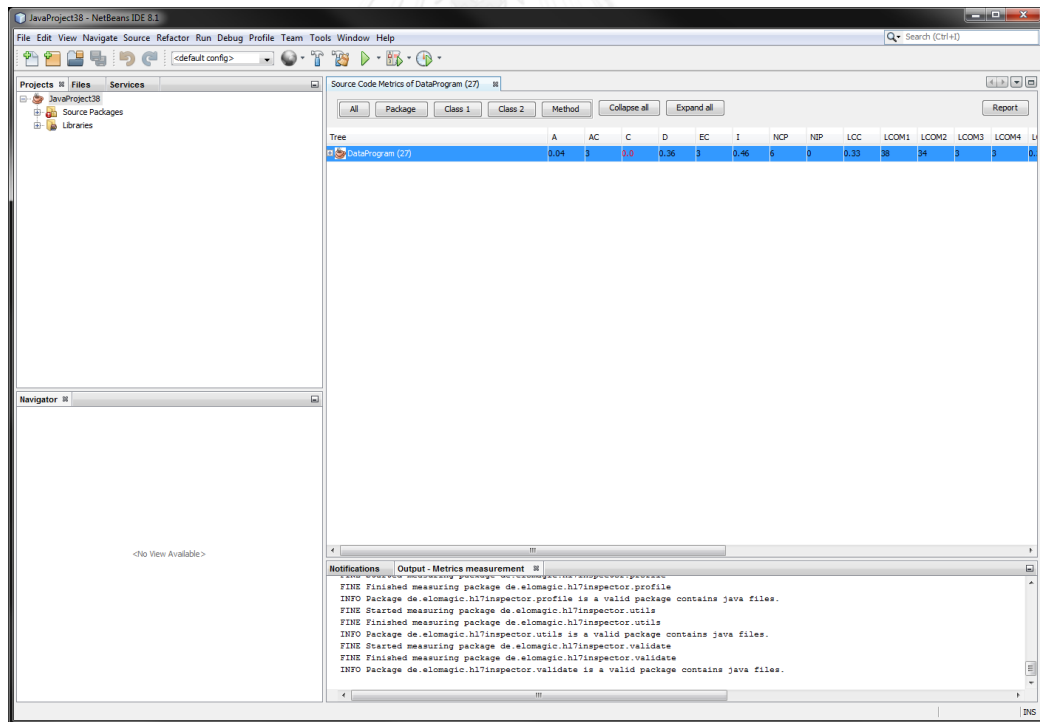 JavaProject38 - NetBeans IDE 8.1
File Edit View Navigate Source Refactor Run Debug Profile Team Tools Window Help
Search (Ctrl+I)
<default config>
Projects Files Services
JavaProject38
Source Packages
Libraries
Source Code Metrics of DataProgram (27)
All Package Class 1 Class 2 Method Collapse all Expand all Report
Tree A AC C D EC I NCP NIP LCC LCOM1 LCOM2 LCOM3 LCOM4
DataProgram (27) 0.04 3 0.0 0.36 3 0.46 6 0 0.33 38 34 3 3
Navigator
<No View Available>
Notifications Output - Metrics measurement
FINE Started measuring package de.elomagic.hl7inspector.profile
FINE Finished measuring package de.elomagic.hl7inspector.profile
INFO Package de.elomagic.hl7inspector.profile is a valid package contains java files.
FINE Started measuring package de.elomagic.hl7inspector.utils
FINE Finished measuring package de.elomagic.hl7inspector.utils
INFO Package de.elomagic.hl7inspector.utils is a valid package contains java files.
FINE Started measuring package de.elomagic.hl7inspector.validate
FINE Finished measuring package de.elomagic.hl7inspector.validate
INFO Package de.elomagic.hl7inspector.validate is a valid package contains java files.
INS